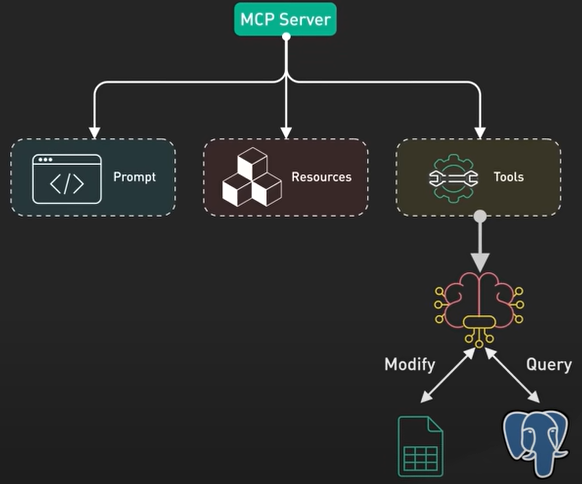 MCP Server
Prompt
Resources
Tools
Modify
Query